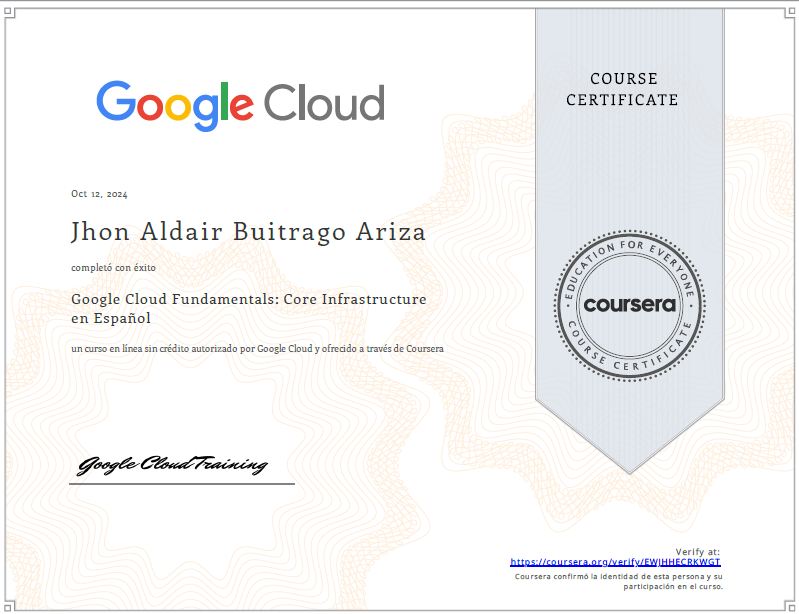 COURSE
CERTIFICATE
Google Cloud
Oct 12, 2024
Jhon Aldair Buitrago Ariza
completó con éxito
Google Cloud Fundamentals: Core Infrastructure
en Español
un curso en línea sin crédito autorizado por Google Cloud y ofrecido a través de Coursera
EDUCATION FOR EVERYONE
coursera
COURSE CERTIFICATE
Google Cloud Training
Verify at:
https://coursera.org/verify/EWJHHECRKWGT
Coursera confirmó la identidad de esta persona y su
participación en el curso.